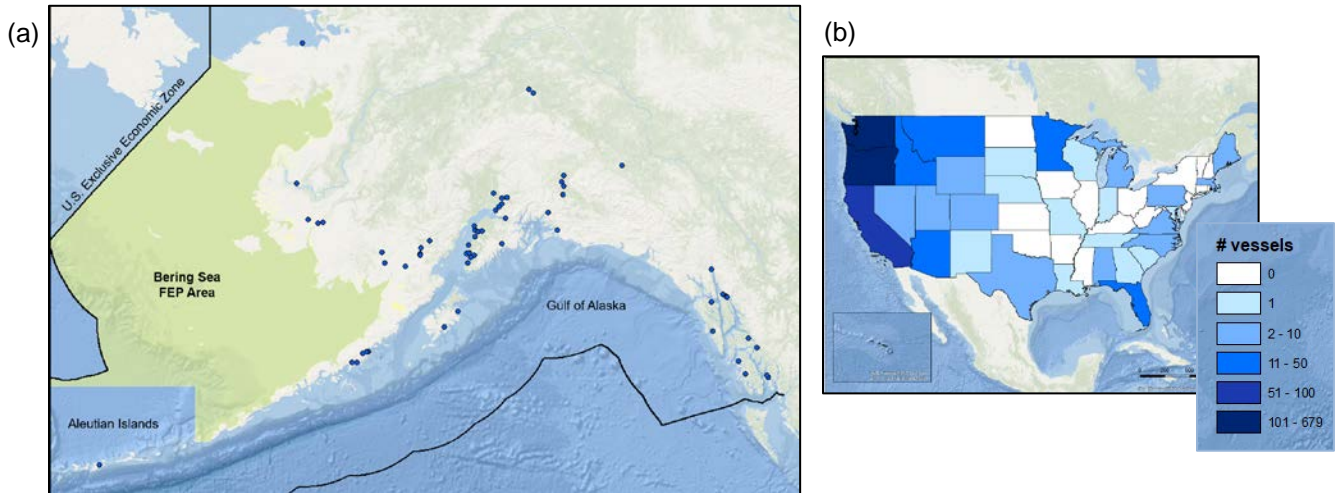 (a)
U.S. Exclusive Economic Zone
Bering Sea
FEP Area
Gulf of Alaska
Aleutian Islands
(b)
# vessels
0
1
2 - 10
11 - 50
51 - 100
101 - 679